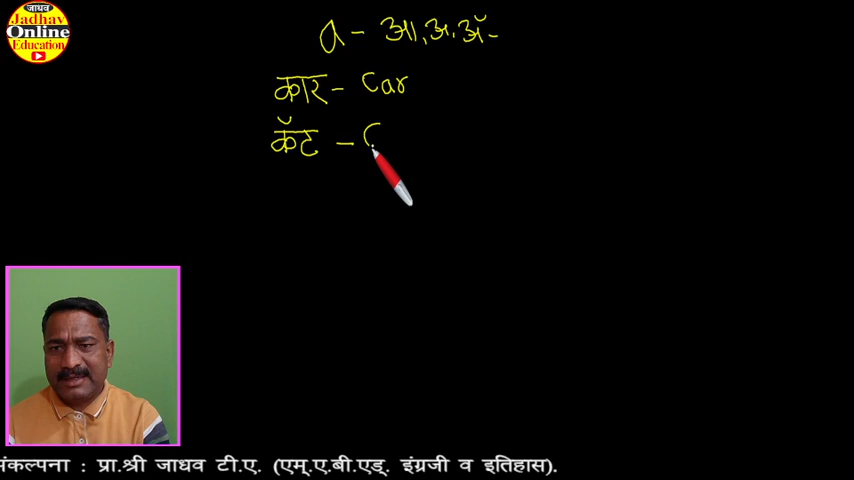 जाधव
Jadhav
Online
Education
a - आ, अ, अॅ -
कार - Car
कॅट - C
संकल्पना : प्रा.श्री जाधव टी.ए. (एम्.ए.बी.एड्. इंग्रजी व इतिहास).